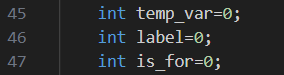 45 int temp_var=0;
46 int label=0;
47 int is_for=0;